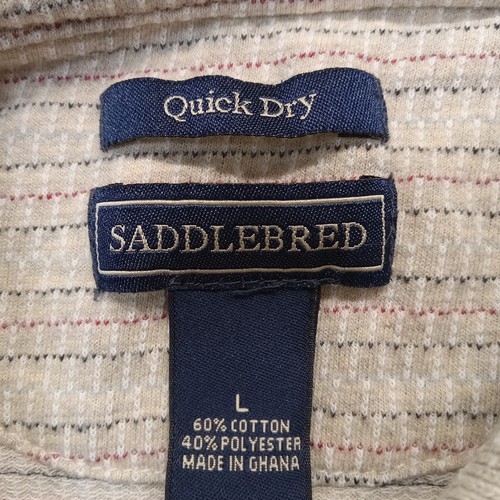 Quick Dry
SADDLEBRED
L
60% COTTON
40% POLYESTER
MADE IN GHANA